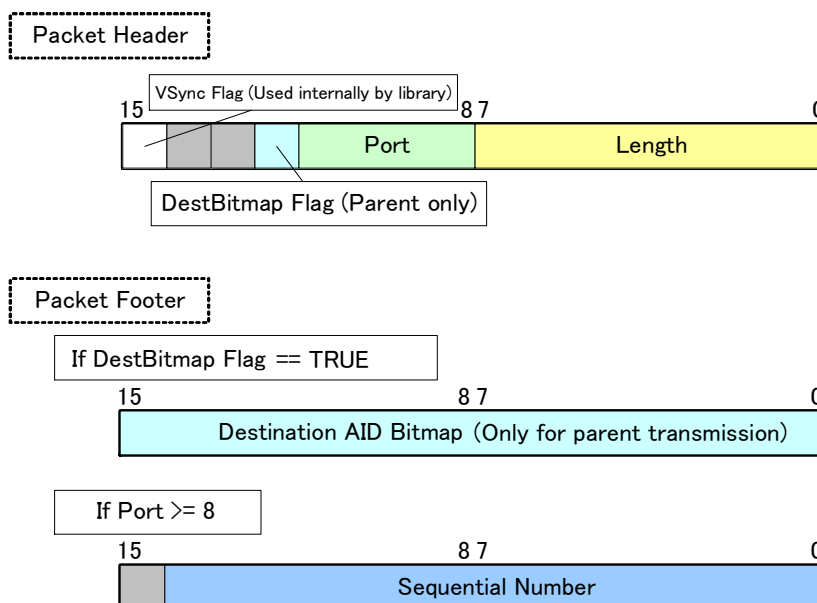 Packet Header
VSync Flag (Used internally by library)
15 8 7 0
Port Length
DestBitmap Flag (Parent only)
Packet Footer
If DestBitmap Flag == TRUE
15 8 7 0
Destination AID Bitmap (Only for parent transmission)
If Port >= 8
15 8 7 0
Sequential Number